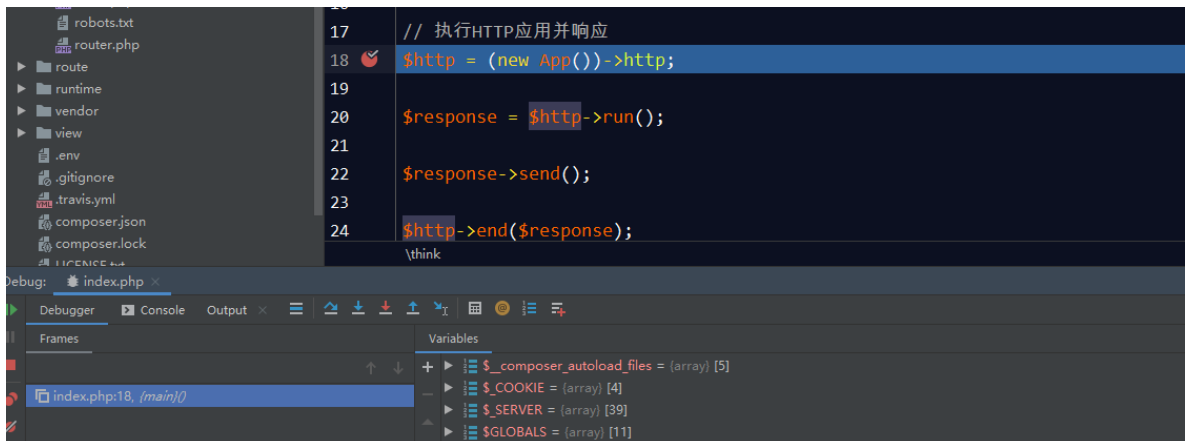 robots.txt
router.php
route
runtime
vendor
view
.env
.gitignore
.travis.yml
composer.json
composer.lock
17 // 执行HTTP应用并响应
18 $http = (new App())->http;
19
20 $response = $http->run();
21
22 $response->send();
23
24 $http->end($response);
\think
Debug: index.php ×
Debugger Console Output ×
Frames
index.php:18, {main}()
Variables
$__composer_autoload_files = {array} [5]
$_COOKIE = {array} [4]
$_SERVER = {array} [39]
$GLOBALS = {array} [11]